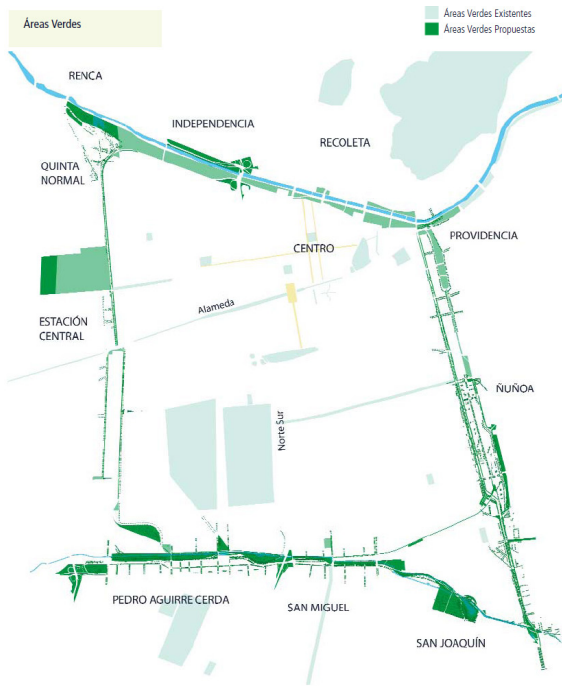 Áreas Verdes
Áreas Verdes Existentes
Áreas Verdes Propuestas
RENCA
INDEPENDENCIA
RECOLETA
QUINTA
NORMAL
PROVIDENCIA
CENTRO
Alameda
ESTACIÓN
CENTRAL
ÑUÑOA
Norte Sur
PEDRO AGUIRRE CERDA
SAN MIGUEL
SAN JOAQUÍN